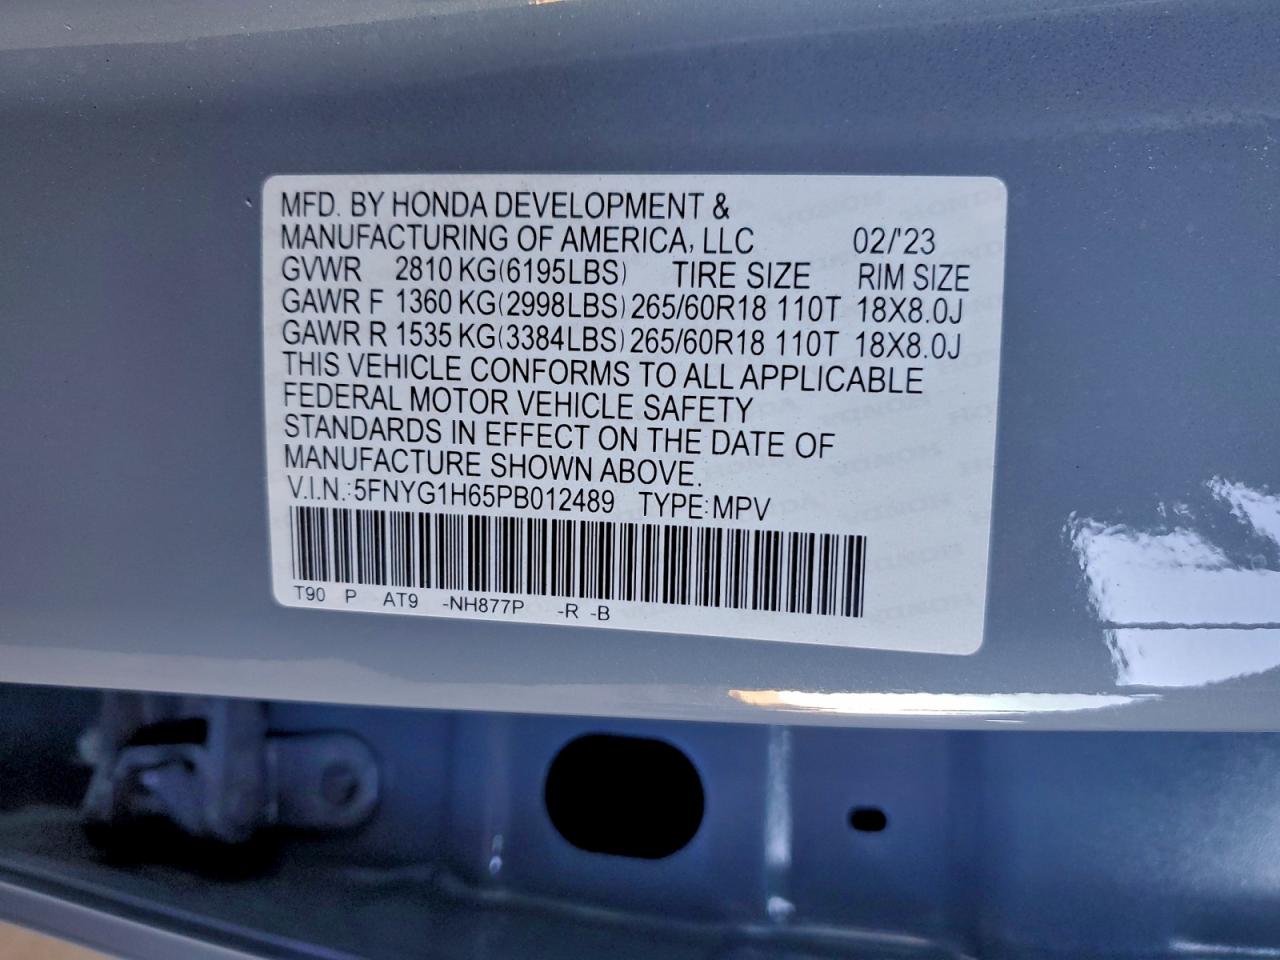 MFD. BY HONDA DEVELOPMENT &
MANUFACTURING OF AMERICA, LLC 02/'23
GVWR 2810 KG(6195LBS) TIRE SIZE RIM SIZE
GAWR F 1360 KG(2998LBS) 265/60R18 110T 18X8.0J
GAWR R 1535 KG(3384LBS) 265/60R18 110T 18X8.0J
THIS VEHICLE CONFORMS TO ALL APPLICABLE
FEDERAL MOTOR VEHICLE SAFETY
STANDARDS IN EFFECT ON THE DATE OF
MANUFACTURE SHOWN ABOVE.
V.I.N.:5FNYG1H65PB012489 TYPE:MPV
T90 P AT9 -NH877P -R -B